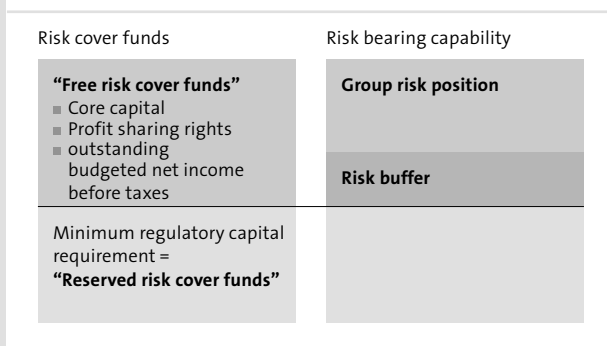 Risk cover funds
Risk bearing capability
“Free risk cover funds”
Core capital
Profit sharing rights
outstanding
budgeted net income
before taxes
Group risk position
Risk buffer
Minimum regulatory capital
requirement =
“Reserved risk cover funds”